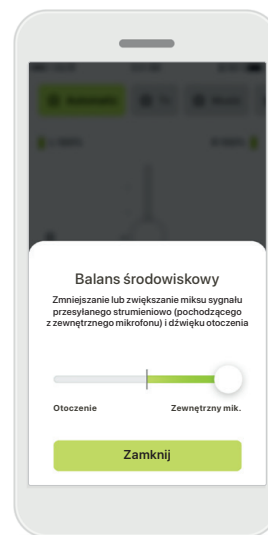 Balans środowiskowy
Zmniejszanie lub zwiększanie miksu sygnału
przesyłanego strumieniowo (pochodzącego
z zewnętrznego mikrofonu) i dźwięku otoczenia
Otoczenie Zewnętrzny mik.
Zamknij